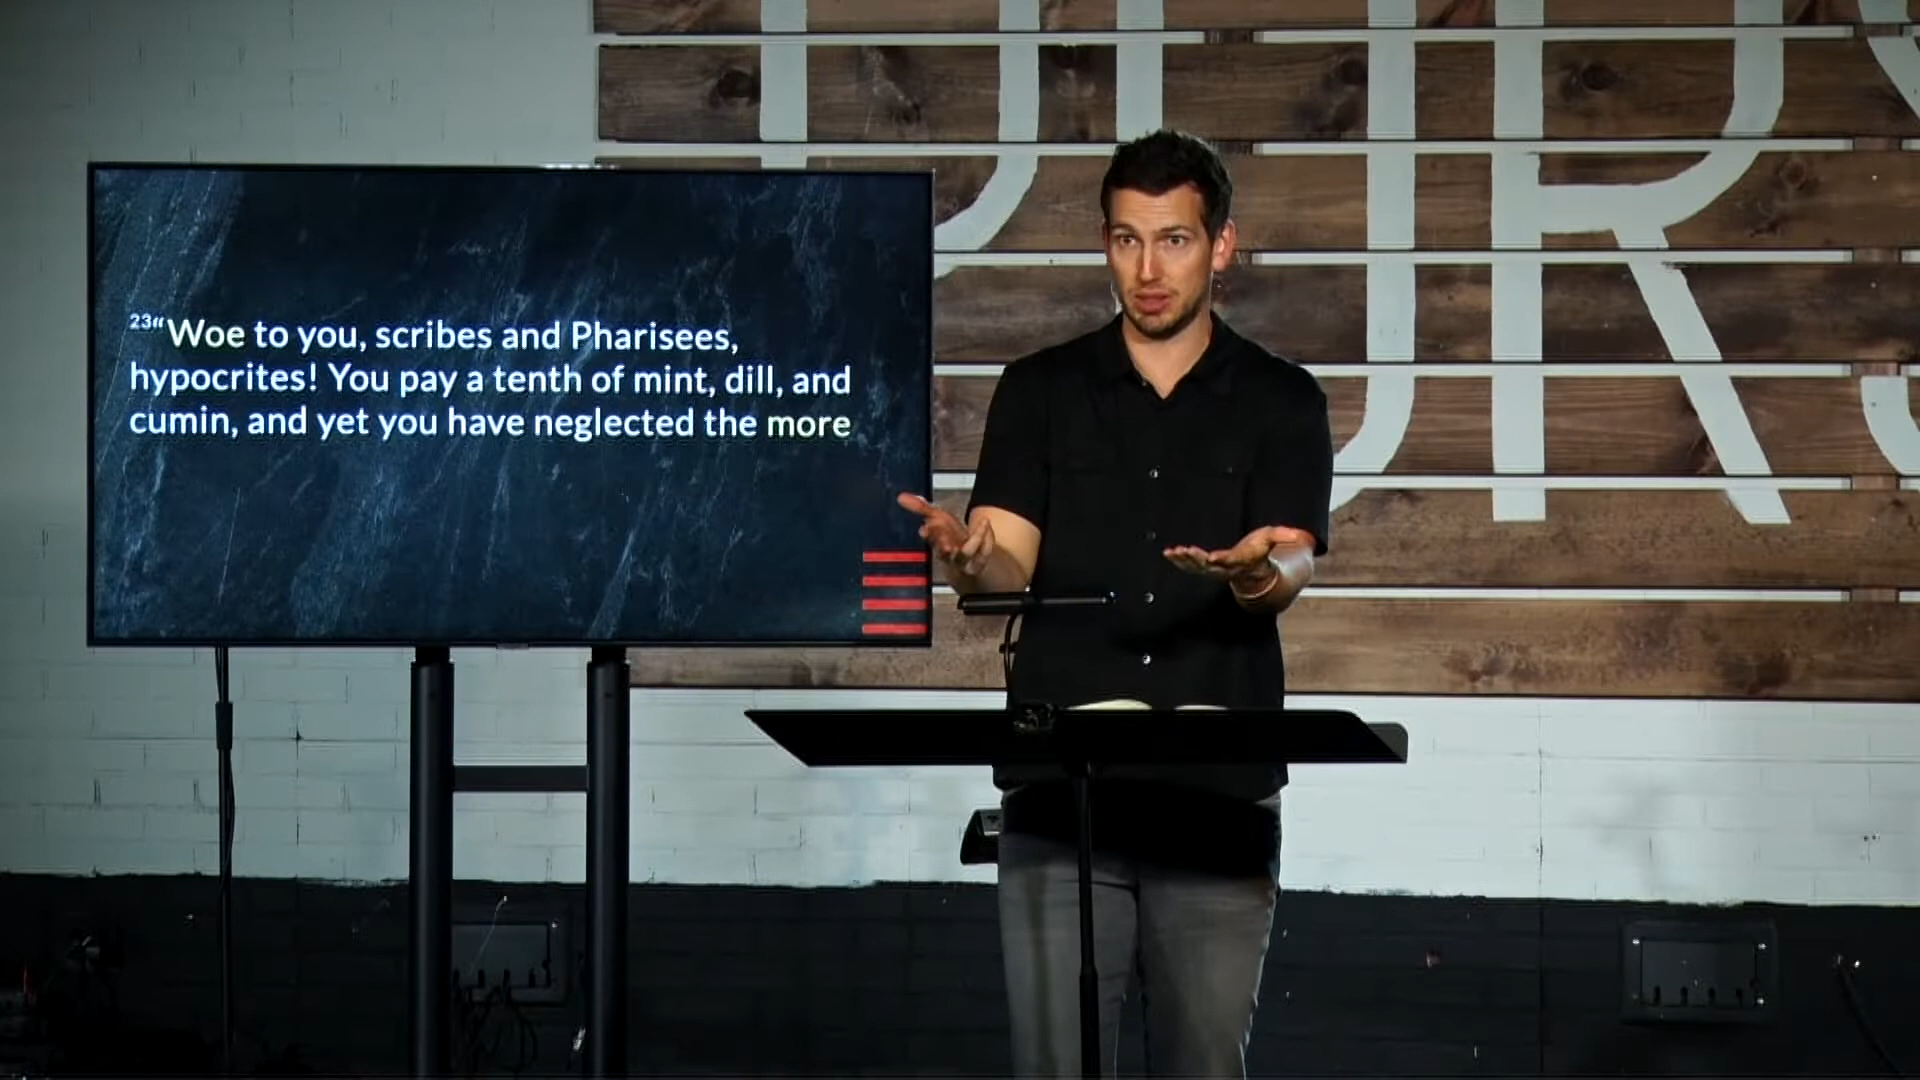 23“Woe to you, scribes and Pharisees,
hypocrites! You pay a tenth of mint, dill, and
cumin, and yet you have neglected the more